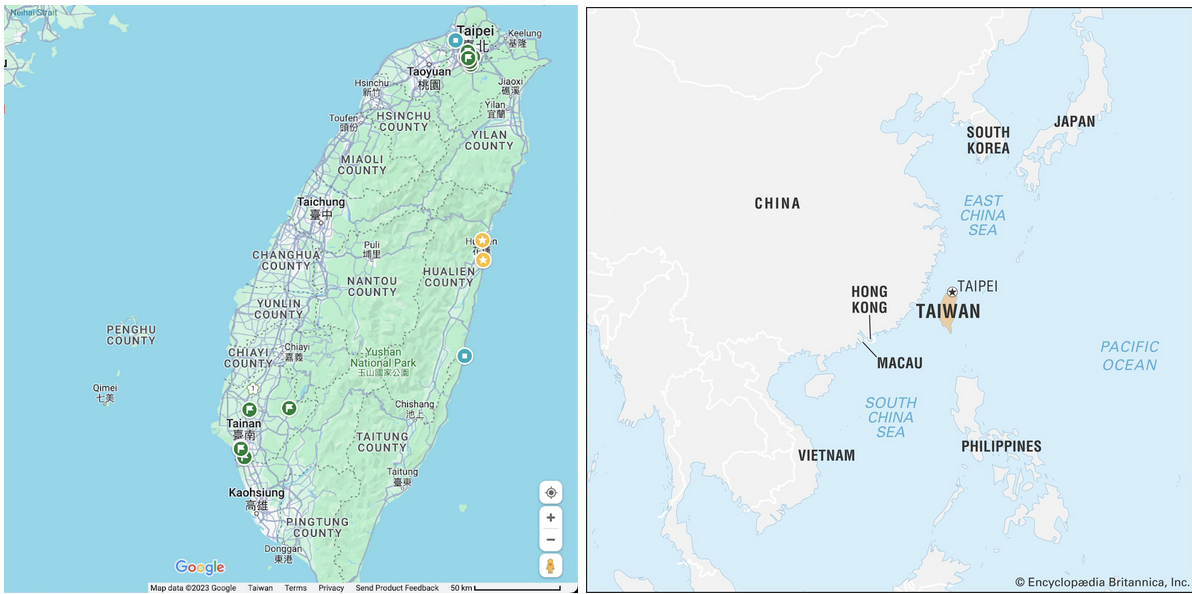 Neihai Strait
Taipei
北
Keelung
基隆
Taoyuan
桃園
Jiaoxi
礁溪
Hsinchu
新竹
Yilan
宜蘭
HSINCHU
COUNTY
Toufen
頭份
YILAN
COUNTY
MIAOLI
COUNTY
Taichung
臺中
Puli
埔里
CHANGHUA
COUNTY
HUALIEN
COUNTY
NANTOU
COUNTY
YUNLIN
COUNTY
PENGHU
COUNTY
Chiayi
嘉義
CHIAYI
COUNTY
Yushan
National Park
玉山國家公園
Qimei
七美
1
Chishang
池上
Tainan
臺南
TAITUNG
COUNTY
Taitung
臺東
Kaohsiung
高雄
PINGTUNG
COUNTY
Donggan
東港
Google
Map data ©2023 Google Taiwan Terms Privacy Send Product Feedback 50 km
JAPAN
SOUTH
KOREA
CHINA
EAST
CHINA
SEA
TAIPEI
HONG
KONG
TAIWAN
PACIFIC
OCEAN
MACAU
SOUTH
CHINA
SEA
PHILIPPINES
VIETNAM
© Encyclopædia Britannica, Inc.